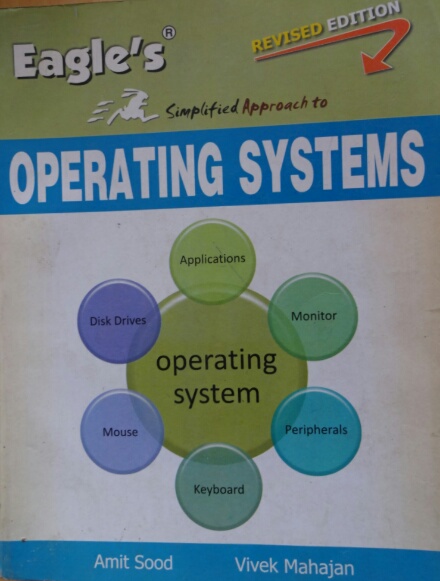 Eagle's®
REVISED EDITION
Simplified Approach to
OPERATING SYSTEMS
Applications
Disk Drives
Monitor
operating
system
Mouse
Peripherals
Keyboard
Amit Sood
Vivek Mahajan